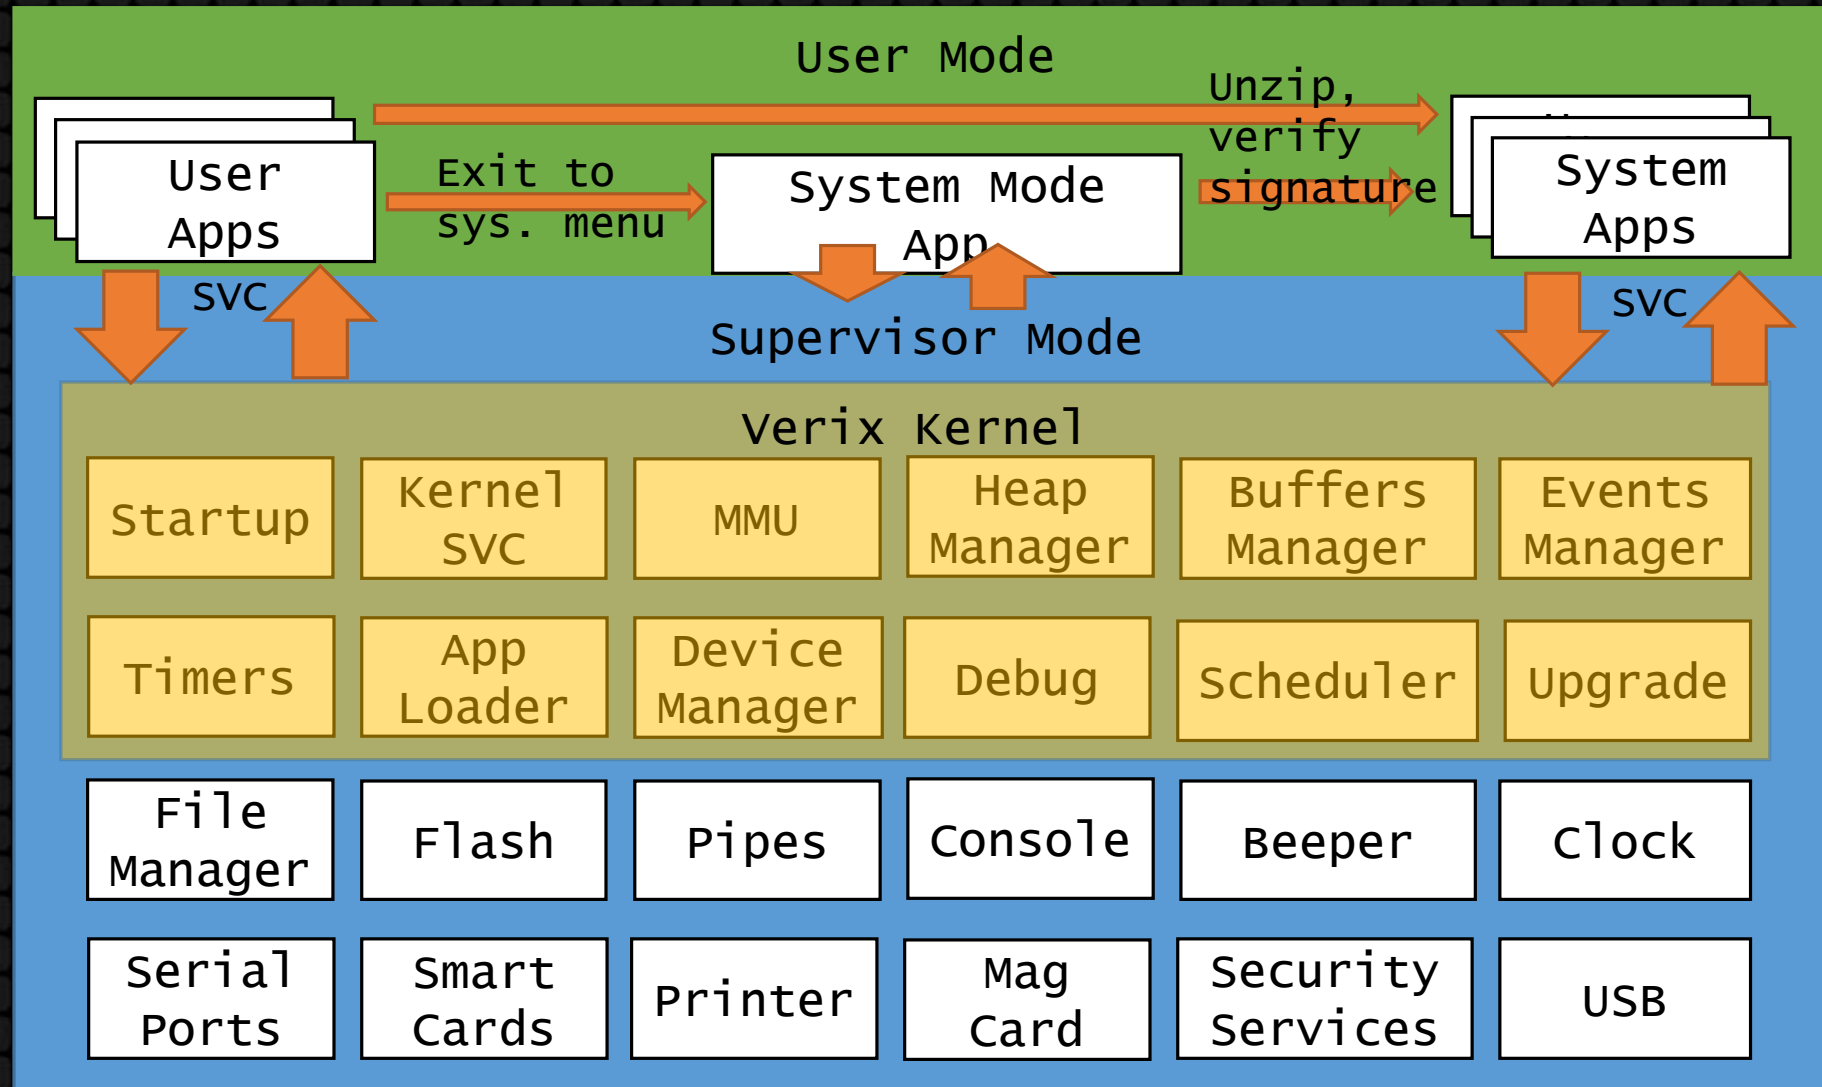 User Mode
User
Apps
Exit to
sys. menu
System Mode
App
Unzip,
verify
signature
System
Apps
SVC
SVC
Supervisor Mode
Verix Kernel
Startup
Kernel
SVC
MMU
Heap
Manager
Buffers
Manager
Events
Manager
Timers
App
Loader
Device
Manager
Debug
Scheduler
Upgrade
File
Manager
Flash
Pipes
Console
Beeper
Clock
Serial
Ports
Smart
Cards
Printer
Mag
Card
Security
Services
USB